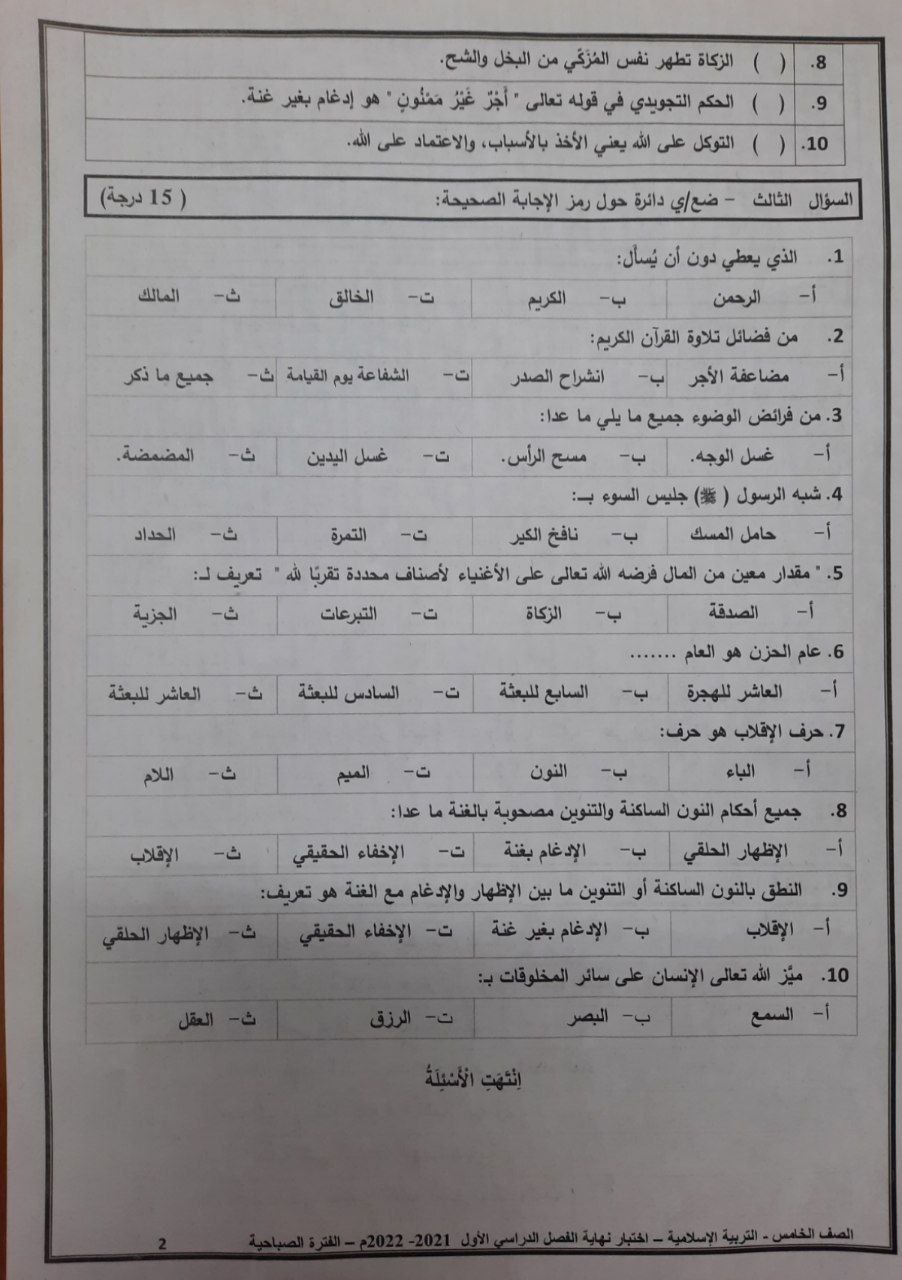 8. ( ) الزكاة تطهر نفس المُزَكّي من البخل والشح.
9. ( ) الحكم التجويدي في قوله تعالى " أَجْرٌ غَيْرُ مَمْنُونٍ " هو إدغام بغير غنة.
10. ( ) التوكل على الله يعني الأخذ بالأسباب، والاعتماد على الله.
السؤال الثالث - ضع/ي دائرة حول رمز الإجابة الصحيحة: ( 15 درجة)
1. الذي يعطي دون أن يُسأل:
أ- الرحمن ب- الكريم ت- الخالق ث- المالك
2. من فضائل تلاوة القرآن الكريم:
أ- مضاعفة الأجر ب- انشراح الصدر ت- الشفاعة يوم القيامة ث- جميع ما ذكر
3. من فرائض الوضوء جميع ما يلي ما عدا:
أ- غسل الوجه. ب- مسح الرأس. ت- غسل اليدين ث- المضمضة.
4. شبه الرسول ( ﷺ) جليس السوء بــ:
أ- حامل المسك ب- نافخ الكير ت- التمرة ث- الحداد
5. " مقدار معين من المال فرضه الله تعالى على الأغنياء لأصناف محددة تقربًا لله " تعريف لـ:
أ- الصدقة ب- الزكاة ت- التبرعات ث- الجزية
6. عام الحزن هو العام .......
أ- العاشر للهجرة ب- السابع للبعثة ت- السادس للبعثة ث- العاشر للبعثة
7. حرف الإقلاب هو حرف:
أ- الباء ب- النون ت- الميم ث- اللام
8. جميع أحكام النون الساكنة والتنوين مصحوبة بالغنة ما عدا:
أ- الإظهار الحلقي ب- الإدغام بغنة ت- الإخفاء الحقيقي ث- الإقلاب
9. النطق بالنون الساكنة أو التنوين ما بين الإظهار والإدغام مع الغنة هو تعريف:
أ- الإقلاب ب- الإدغام بغير غنة ت- الإخفاء الحقيقي ث- الإظهار الحلقي
10. ميَّز الله تعالى الإنسان على سائر المخلوقات بـ:
أ- السمع ب- البصر ت- الرزق ث- العقل
اِنْتَهَتِ الْأَسْئِلَةُ
الصف الخامس - التربية الإسلامية – اختبار نهاية الفصل الدراسي الأول 2021- 2022م – الفترة الصباحية 2